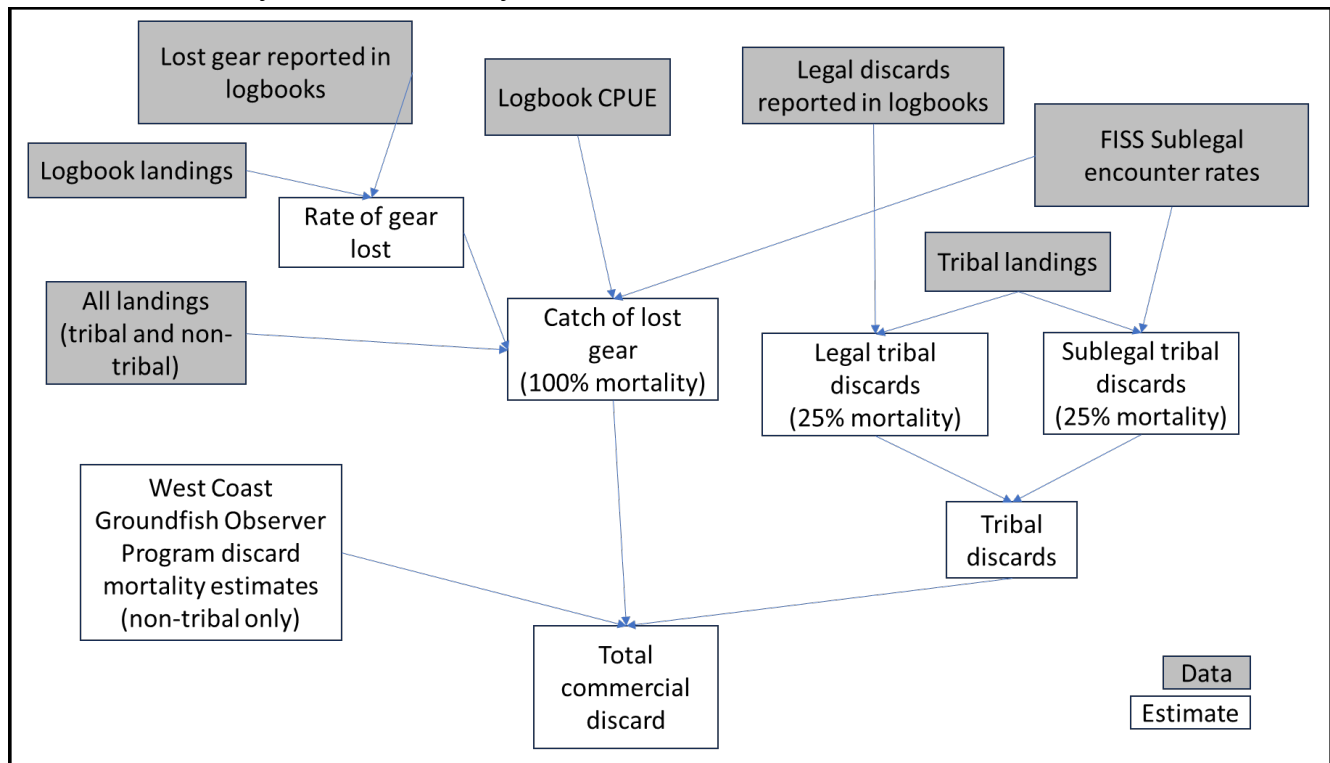 Lost gear reported in
logbooks
Logbook CPUE
Legal discards
reported in logbooks
FISS Sublegal
encounter rates
Logbook landings
Rate of gear
lost
Tribal landings
All landings
(tribal and non-
tribal)
Catch of lost
gear
(100% mortality)
Legal tribal
discards
(25% mortality)
Sublegal tribal
discards
(25% mortality)
West Coast
Groundfish Observer
Program discard
mortality estimates
(non-tribal only)
Tribal
discards
Total
commercial
discard
Data
Estimate